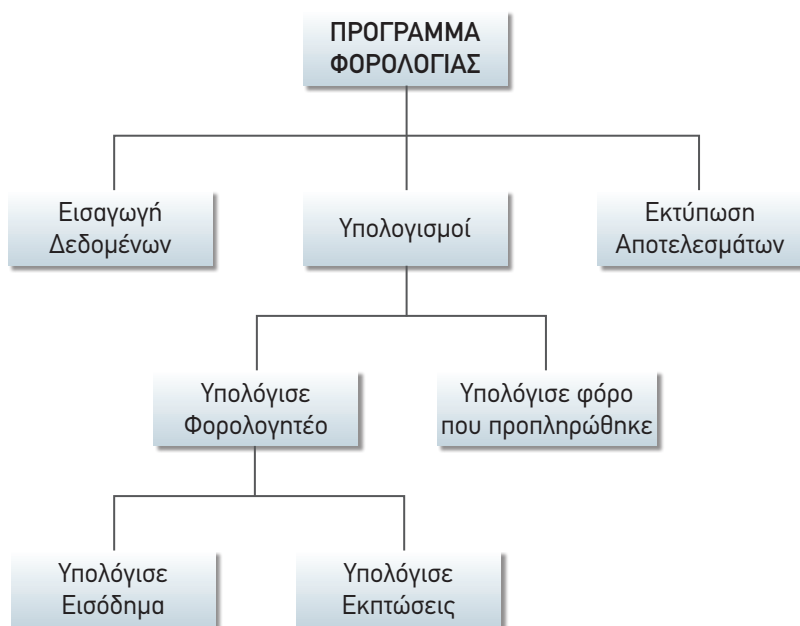 ΠΡΟΓΡΑΜΜΑ
ΦΟΡΟΛΟΓΙΑΣ
Εισαγωγή
Δεδομένων
Υπολογισμοί
Εκτύπωση
Αποτελεσμάτων
Υπολόγισε
Φορολογητέο
Υπολόγισε φόρο
που προπληρώθηκε
Υπολόγισε
Εισόδημα
Υπολόγισε
Εκπτώσεις